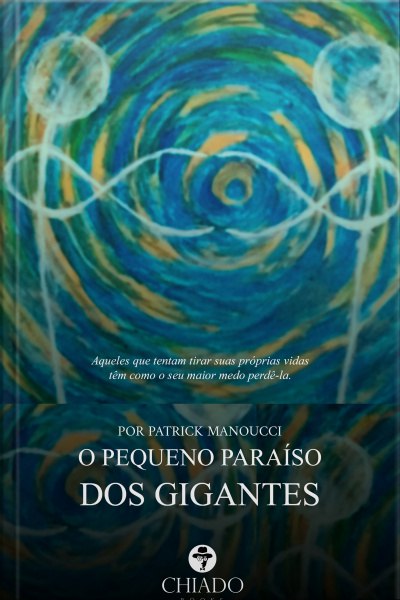 Aqueles que tentam tirar suas próprias vidas
têm como o seu maior medo perdê-la.
POR PATRICK MANOUCCI
O PEQUENO PARAÍSO
DOS GIGANTES
CHIADO